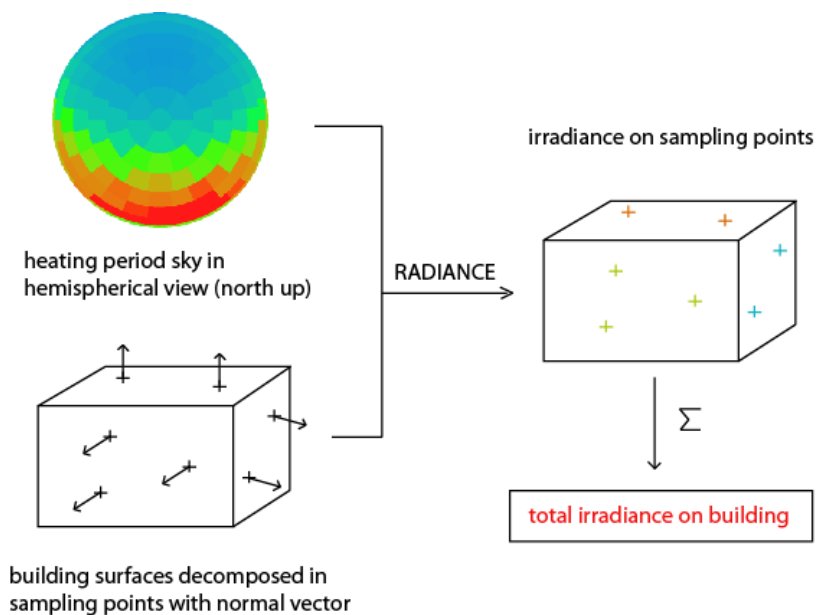 heating period sky in
hemispherical view (north up)
building surfaces decomposed in
sampling points with normal vector
RADIANCE
irradiance on sampling points
Σ
total irradiance on building